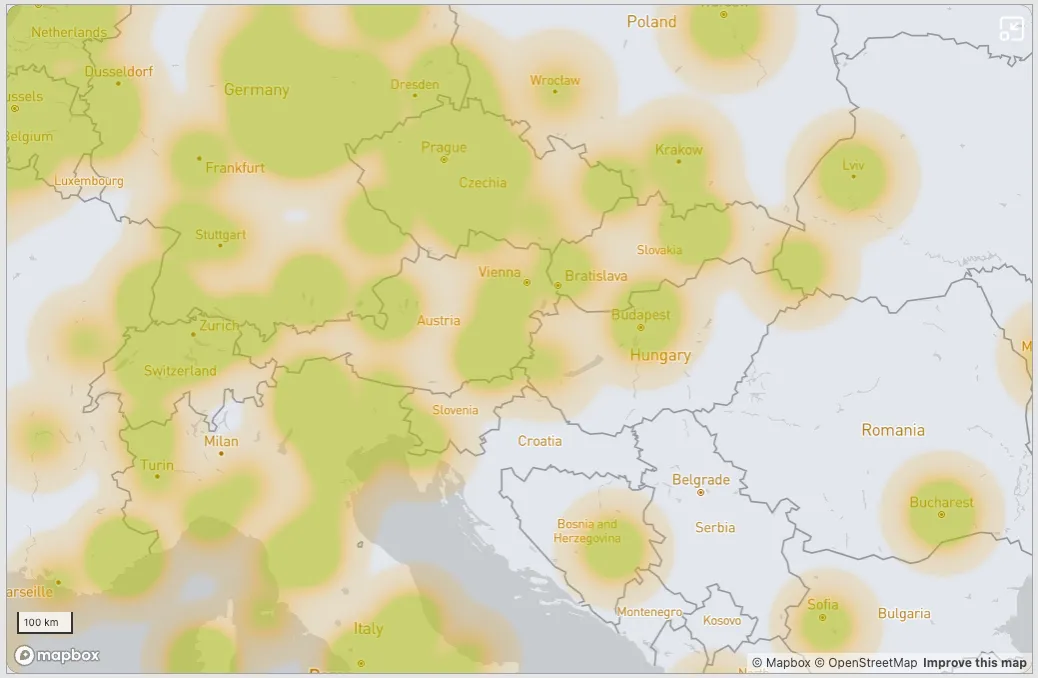 Poland
Netherlands
Dusseldorf
Dresden
Wrocław
Germany
Belgium
Prague
Krakow
Lviv
Frankfurt
Czechia
Luxembourg
Stuttgart
Slovakia
Vienna
Bratislava
Austria
Budapest
Zurich
Hungary
Switzerland
Slovenia
Romania
Milan
Croatia
Turin
Belgrade
Bucharest
Bosnia and
Herzegovina
Serbia
arseille
Sofia
Montenegro
Bulgaria
Kosovo
100 km
Italy
mapbox
© Mapbox © OpenStreetMap Improve this map